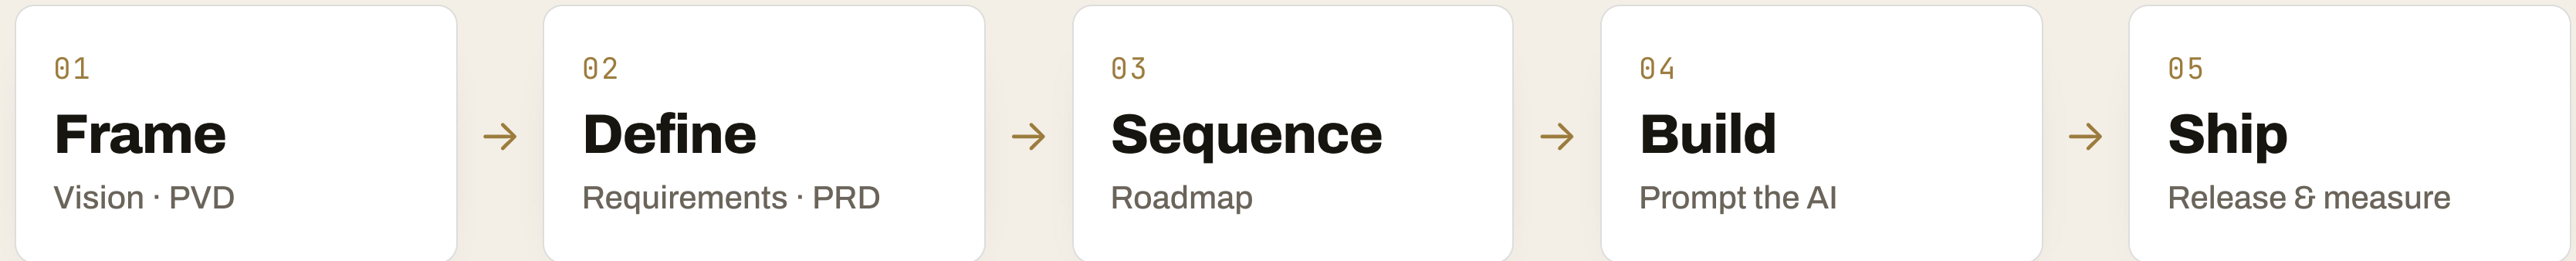 01
Frame
Vision · PVD
02
Define
Requirements · PRD
03
Sequence
Roadmap
04
Build
Prompt the AI
05
Ship
Release & measure